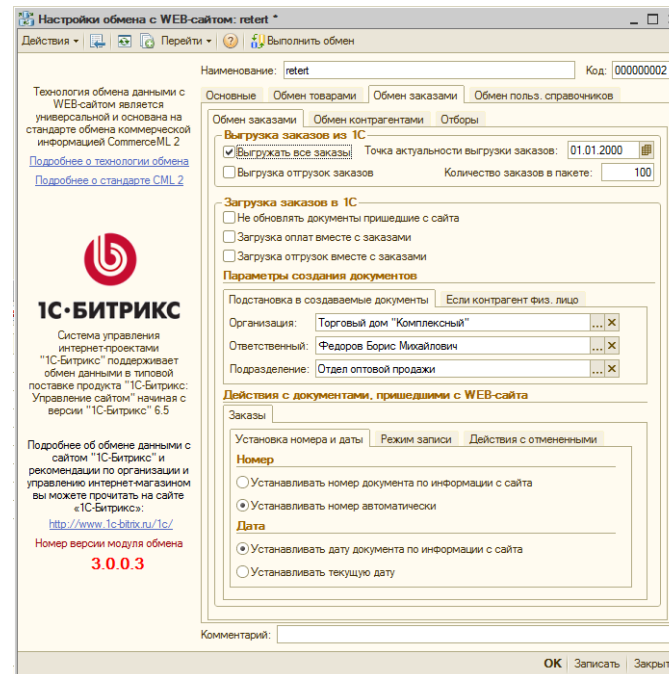 Настройки обмена с WEB-сайтом: retert *
Действия Перейти Выполнить обмен
Наименование: retert Код: 000000002
Технология обмена данными с
WEB-сайтом является
универсальной и основана на
стандарте обмена коммерческой
информацией CommerceML 2
Подробнее о технологии обмена
Подробнее о стандарте CML 2
1С·БИТРИКС
Система управления
интернет-проектами
"1С-Битрикс" поддерживает
обмен данными в типовой
поставке продукта "1С-Битрикс:
Управление сайтом" начиная с
версии "1С-Битрикс" 6.5
Подробнее об обмене данными с
сайтом "1С-Битрикс" и
рекомендации по организации и
управлению интернет-магазином
вы можете прочитать на сайте
«1С-Битрикс»:
http://www.1c-bitrix.ru/1c/
Номер версии модуля обмена
3.0.0.3
Основные Обмен товарами Обмен заказами Обмен польз. справочников
Обмен заказами Обмен контрагентами Отборы
Выгрузка заказов из 1С
Выгружать все заказы Точка актуальности выгрузки заказов: 01.01.2000
Выгрузка отгрузок заказов Количество заказов в пакете: 100
Загрузка заказов в 1С
Не обновлять документы пришедшие с сайта
Загрузка оплат вместе с заказами
Загрузка отгрузок вместе с заказами
Параметры создания документов
Подстановка в создаваемые документы Если контрагент физ. лицо
Организация: Торговый дом "Комплексный"
Ответственный: Федоров Борис Михайлович
Подразделение: Отдел оптовой продажи
Действия с документами, пришедшими с WEB-сайта
Заказы
Установка номера и даты Режим записи Действия с отмененными
Номер
Устанавливать номер документа по информации с сайта
Устанавливать номер автоматически
Дата
Устанавливать дату документа по информации с сайта
Устанавливать текущую дату
Комментарий:
OK Записать Закрыт